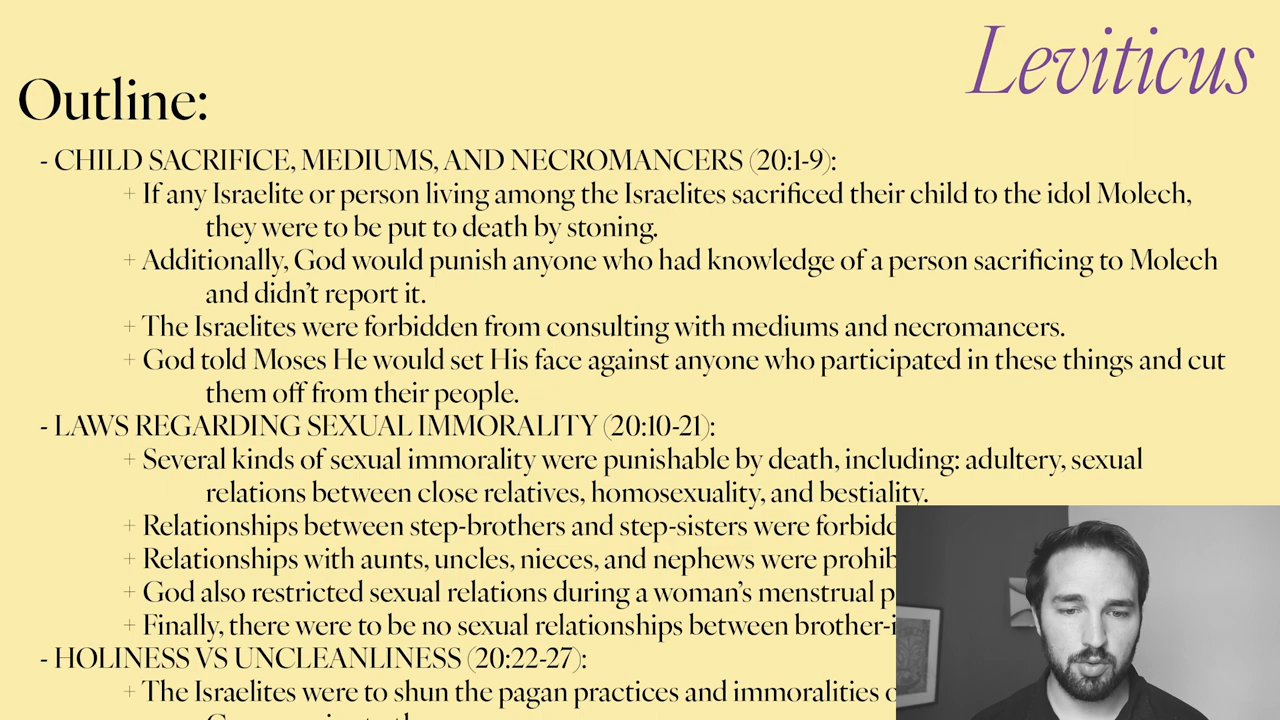 Leviticus
Outline:
- CHILD SACRIFICE, MEDIUMS, AND NECROMANCERS (20:1-9):
+ If any Israelite or person living among the Israelites sacrificed their child to the idol Molech,
they were to be put to death by stoning.
+ Additionally, God would punish anyone who had knowledge of a person sacrificing to Molech
and didn't report it.
+ The Israelites were forbidden from consulting with mediums and necromancers.
+ God told Moses He would set His face against anyone who participated in these things and cut
them off from their people.
- LAWS REGARDING SEXUAL IMMORALITY (20:10-21):
+ Several kinds of sexual immorality were punishable by death, including: adultery, sexual
relations between close relatives, homosexuality, and bestiality.
+ Relationships between step-brothers and step-sisters were
+ Relationships with aunts, uncles, nieces, and nephews were
+ God also restricted sexual relations during a woman's menstrual
+ Finally, there were to be no sexual relationships between
- HOLINESS VS UNCLEANLINESS (20:22-27):
+ The Israelites were to shun the pagan practices and immoralities